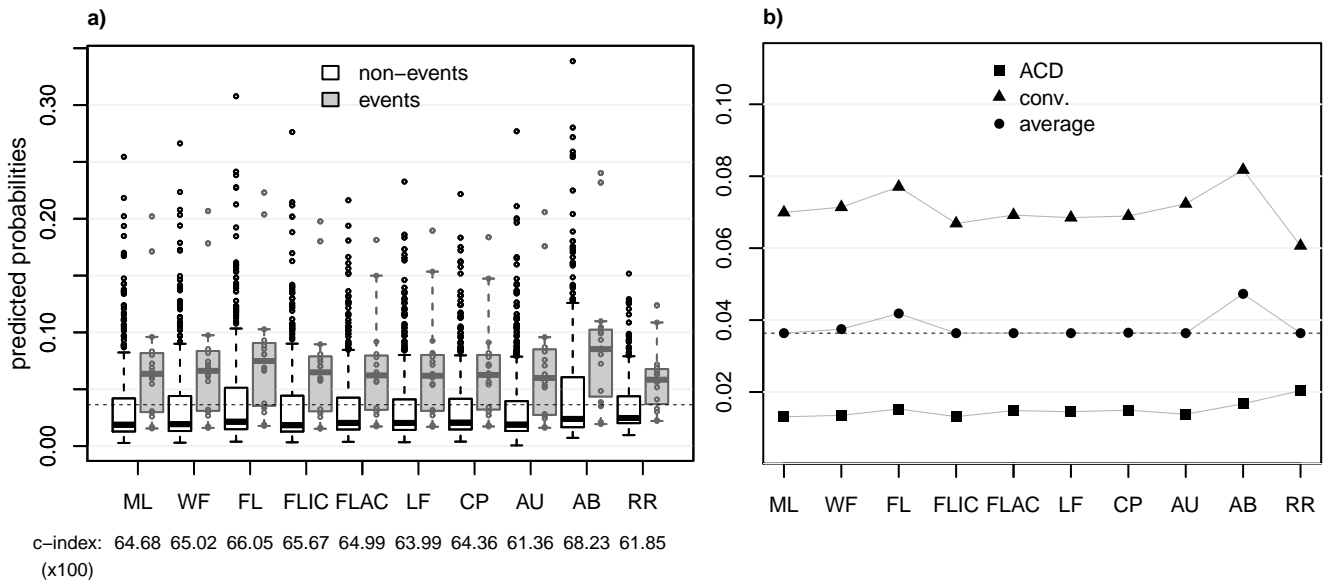 a)
non−events
events
predicted probabilities
0.00
0.10
0.20
0.30
ML WF FL FLIC FLAC LF CP AU AB RR
c−index: 64.68 65.02 66.05 65.67 64.99 63.99 64.36 61.36 68.23 61.85
(x100)
b)
ACD
conv.
average
0.02
0.04
0.06
0.08
0.10
ML WF FL FLIC FLAC LF CP AU AB RR